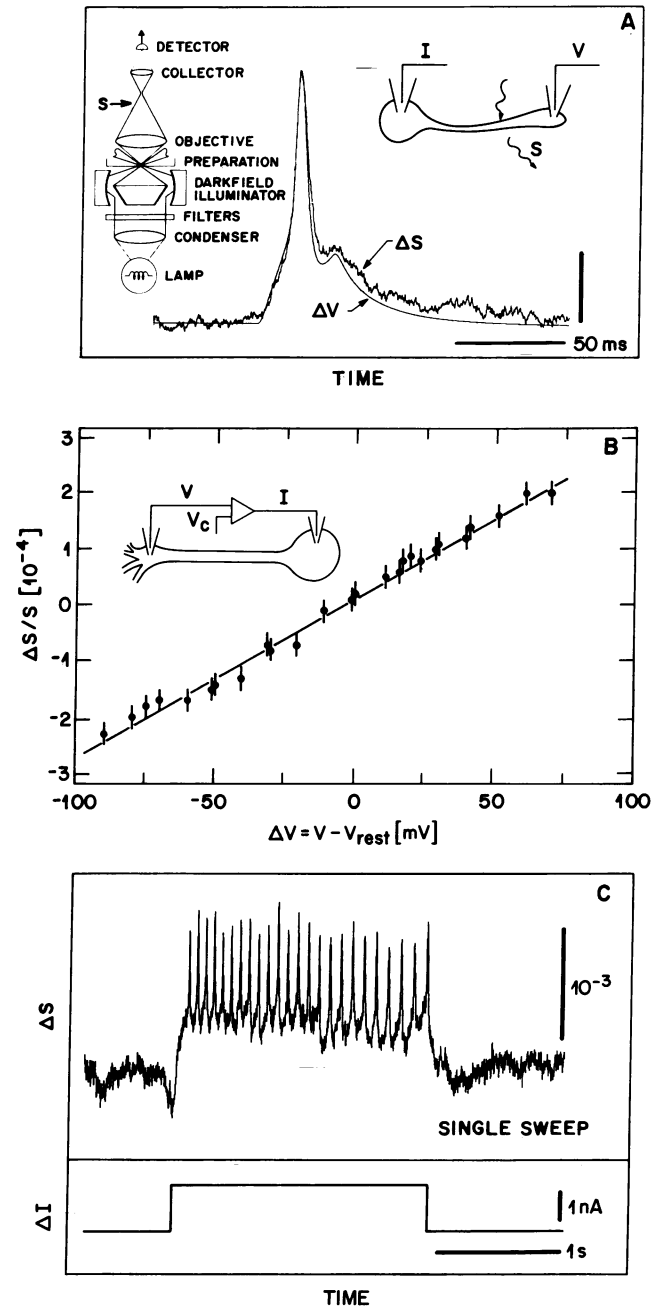 A
DETECTOR
COLLECTOR
S
OBJECTIVE
PREPARATION
DARKFIELD
ILLUMINATOR
FILTERS
CONDENSER
LAMP
I
V
S
ΔS
ΔV
50 ms
TIME
B
3
2
1
0
-1
-2
-3
ΔS/S [10⁻⁴]
V
I
Vc
-100
-50
0
50
100
ΔV = V - Vrest [mV]
C
ΔS
10⁻³
SINGLE SWEEP
ΔI
1nA
1s
TIME